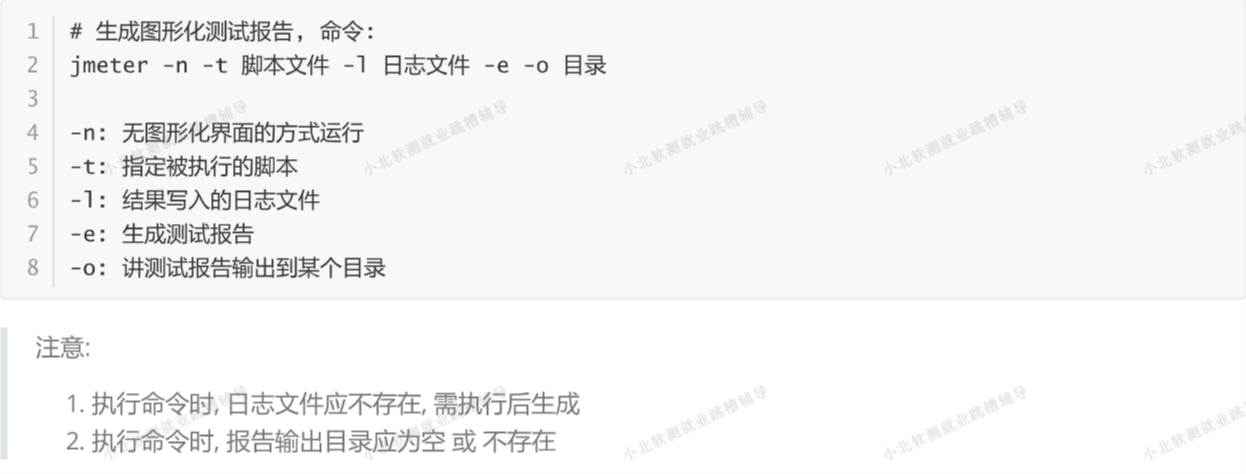 1 # 生成图形化测试报告，命令：
2 jmeter -n -t 脚本文件 -l 日志文件 -e -o 目录
3
4 -n: 无图形化界面的方式运行
5 -t: 指定被执行的脚本
6 -l: 结果写入的日志文件
7 -e: 生成测试报告
8 -o: 讲测试报告输出到某个目录
注意:
1. 执行命令时, 日志文件应不存在, 需执行后生成
2. 执行命令时, 报告输出目录应为空 或 不存在
小北软测就业跳槽辅导
小北软测就业跳槽辅导
小北软测就业跳槽辅导
小北软测就业跳槽辅导
小北软测就业跳槽辅导
小北软测就业跳槽辅导
小北软测就业跳槽辅导
小北软测就业跳槽辅导